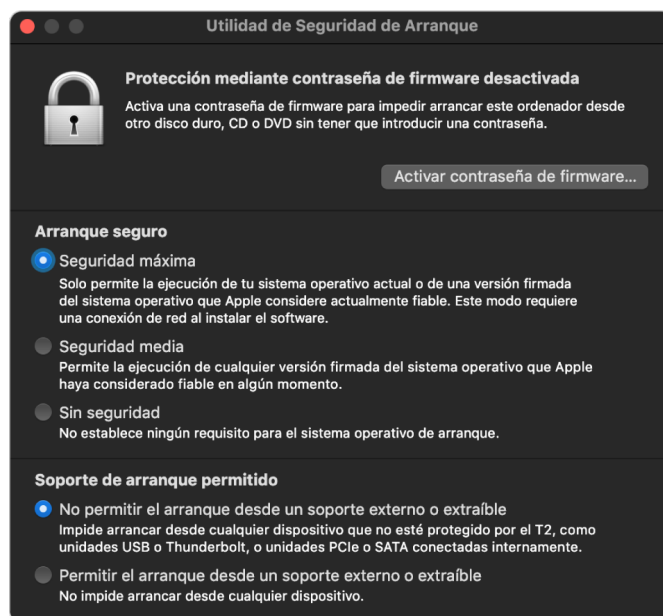 Utilidad de Seguridad de Arranque
Protección mediante contraseña de firmware desactivada
Activa una contraseña de firmware para impedir arrancar este ordenador desde
otro disco duro, CD o DVD sin tener que introducir una contraseña.
Activar contraseña de firmware...
Arranque seguro
Seguridad máxima
Solo permite la ejecución de tu sistema operativo actual o de una versión firmada
del sistema operativo que Apple considere actualmente fiable. Este modo requiere
una conexión de red al instalar el software.
Seguridad media
Permite la ejecución de cualquier versión firmada del sistema operativo que Apple
haya considerado fiable en algún momento.
Sin seguridad
No establece ningún requisito para el sistema operativo de arranque.
Soporte de arranque permitido
No permitir el arranque desde un soporte externo o extraíble
Impide arrancar desde cualquier dispositivo que no esté protegido por el T2, como
unidades USB o Thunderbolt, o unidades PCIe o SATA conectadas internamente.
Permitir el arranque desde un soporte externo o extraíble
No impide arrancar desde cualquier dispositivo.